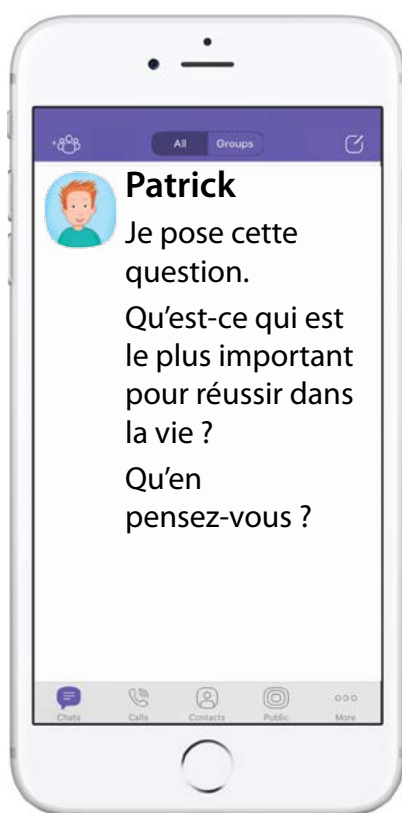 All Groups
Patrick
Je pose cette
question.
Qu’est-ce qui est
le plus important
pour réussir dans
la vie ?
Qu’en
pensez-vous ?
Chats Calls Contacts Public More